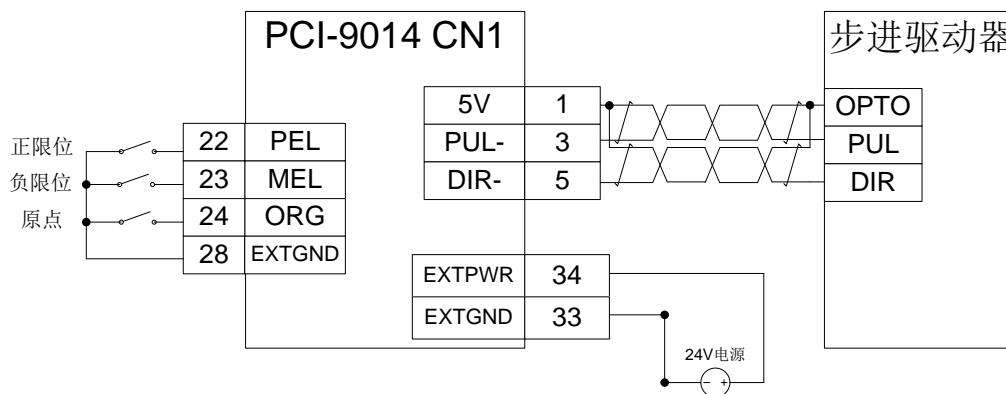 PCI-9014 CN1
步进驱动器
5V 1
PUL- 3
DIR- 5
OPTO
PUL
DIR
正限位 22 PEL
负限位 23 MEL
原点 24 ORG
28 EXTGND
EXTPWR 34
EXTGND 33
24V电源
- +